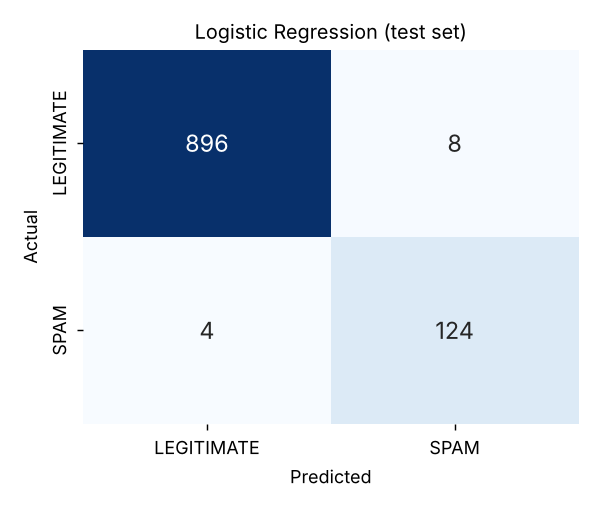 Logistic Regression (test set)
LEGITIMATE
896
8
Actual
SPAM
4
124
LEGITIMATE
SPAM
Predicted